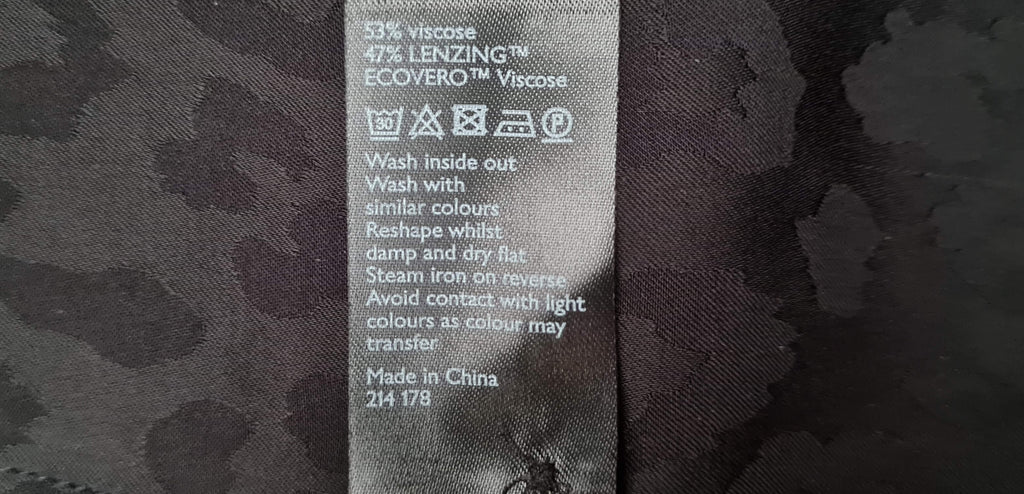 53% viscose
47% LENZING™
ECOVERO™ Viscose
30 P
Wash inside out
Wash with
similar colours
Reshape whilst
damp and dry flat
Steam iron on reverse
Avoid contact with light
colours as colour may
transfer
Made in China
214 178